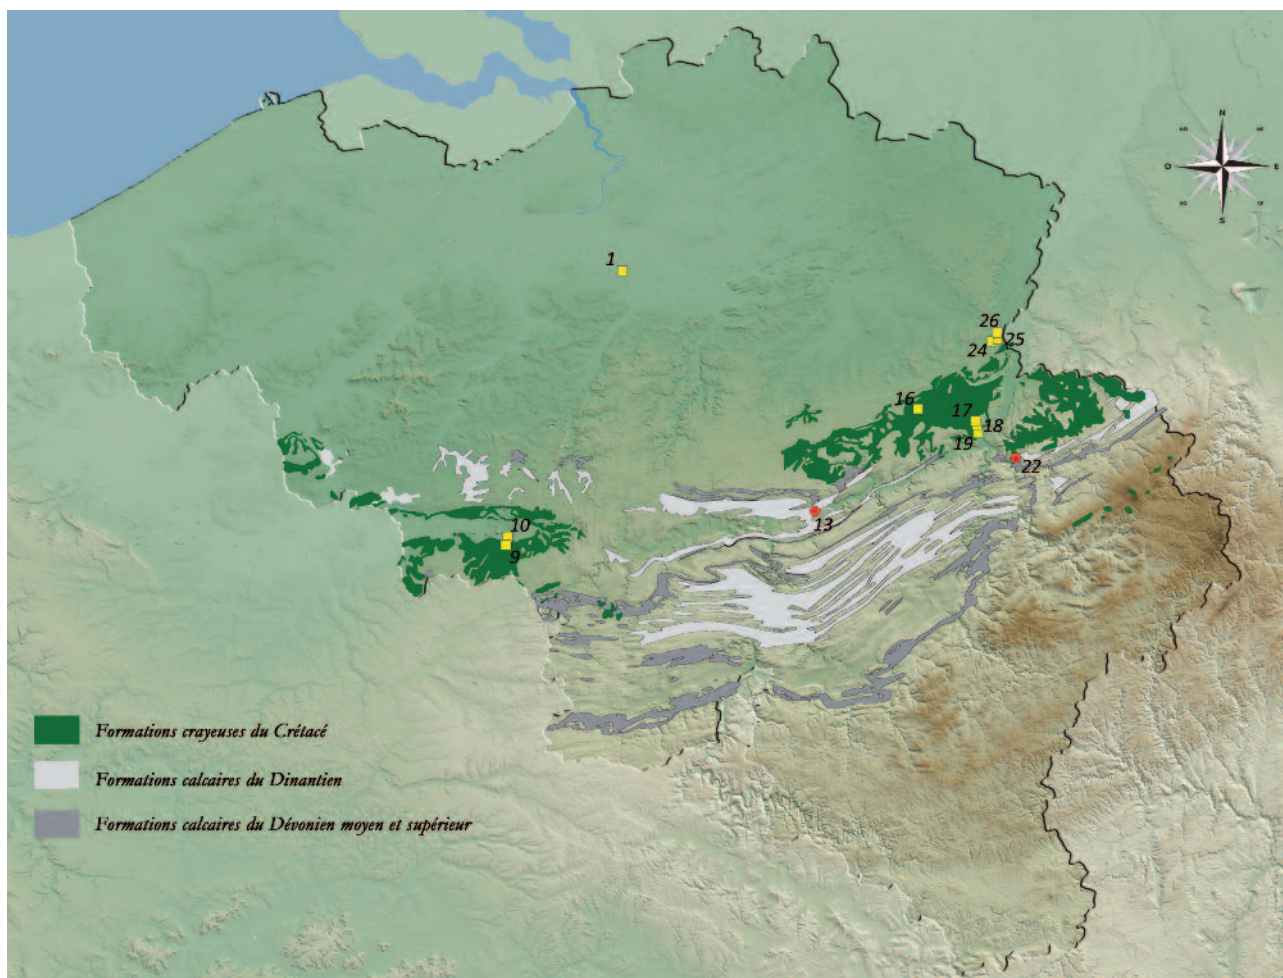 N
O
E
S
1
26
25
24
16
17
18
19
22
13
10
9
Formations crayeuses du Crétacé
Formations calcaires du Dinantien
Formations calcaires du Dévonien moyen et supérieur